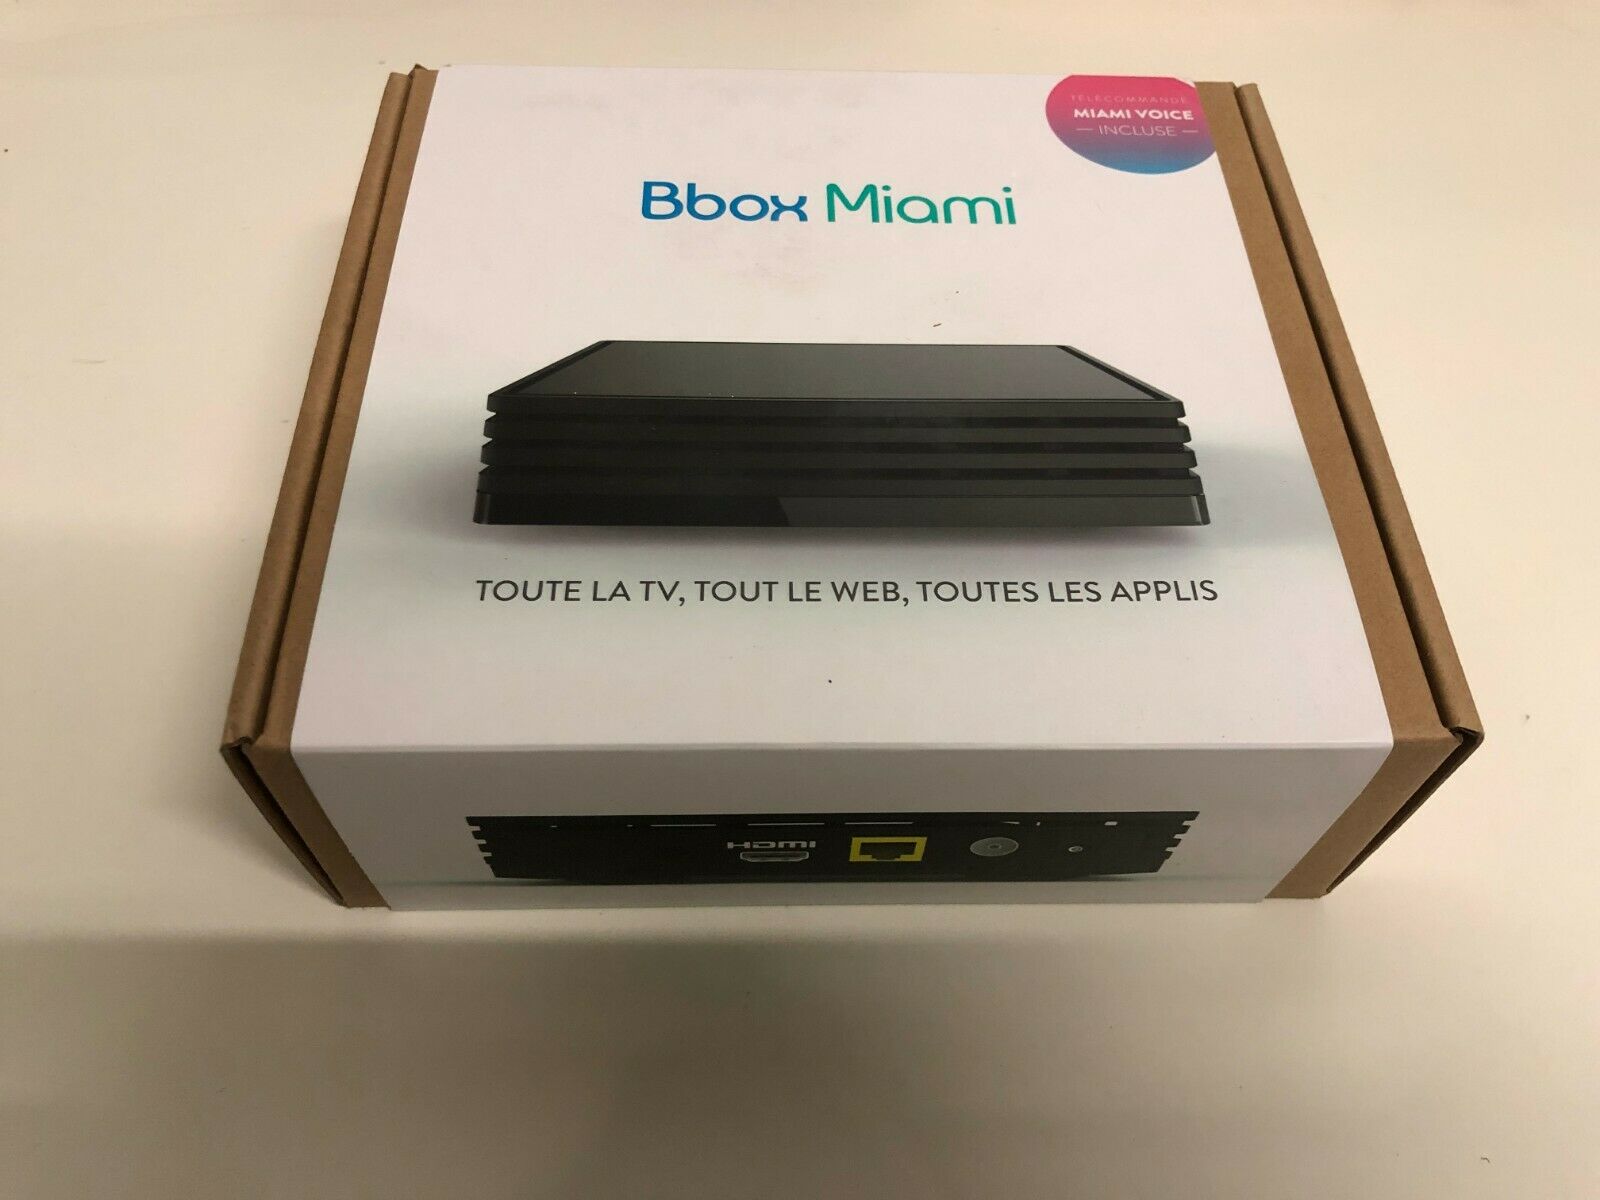 TÉLÉCOMMANDE
MIAMI VOICE
— INCLUSE —
Bbox Miami
TOUTE LA TV, TOUT LE WEB, TOUTES LES APPLIS
HDMI